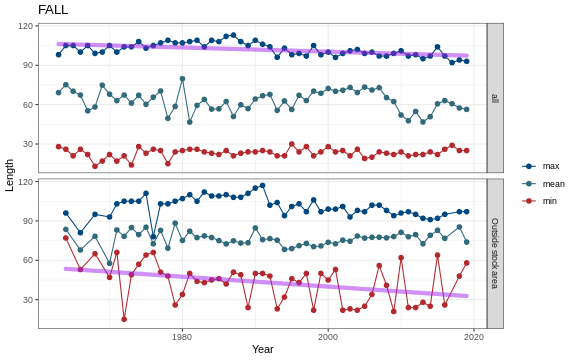 FALL
120
90
60
30
all
120
90
60
30
Outside stock area
Length
1980
2000
2020
Year
max
mean
min